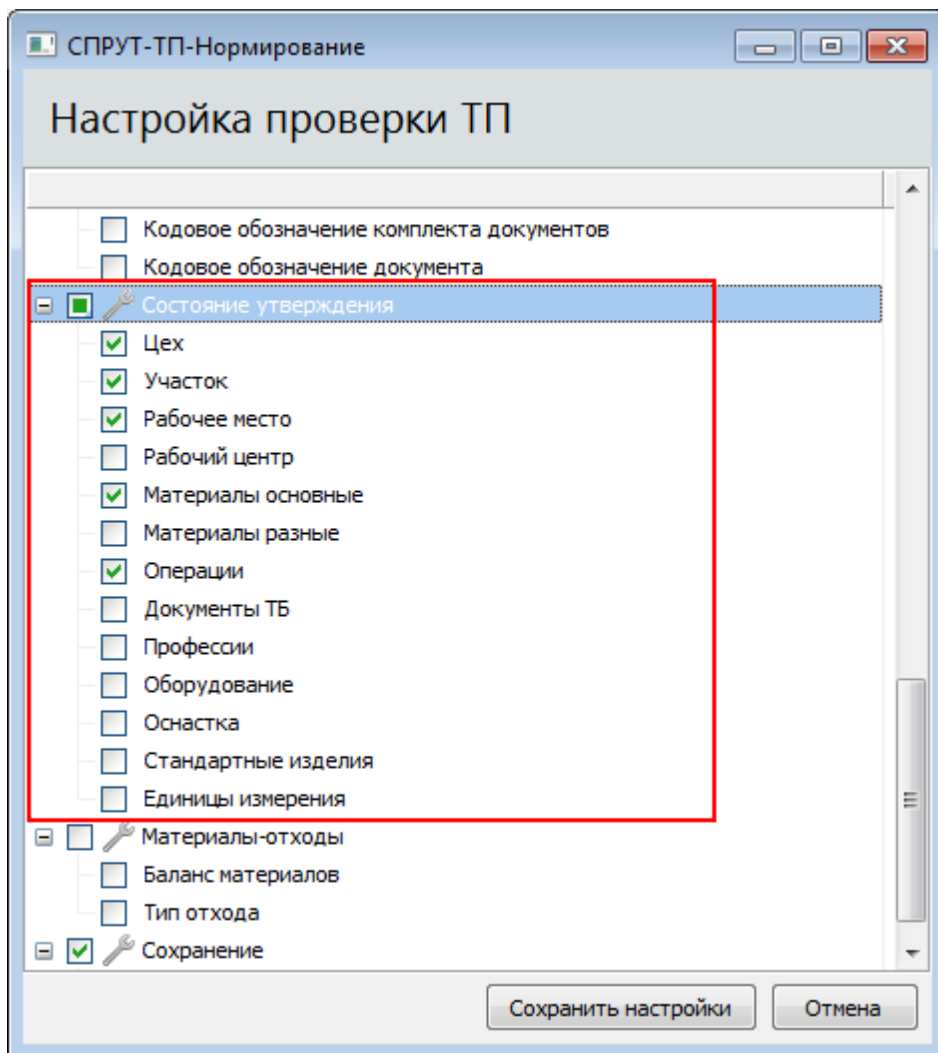 СПРУТ-ТП-Нормирование
Настройка проверки ТП
Кодовое обозначение комплекта документов
Кодовое обозначение документа
Состояние утверждения
Цех
Участок
Рабочее место
Рабочий центр
Материалы основные
Материалы разные
Операции
Документы ТБ
Профессии
Оборудование
Оснастка
Стандартные изделия
Единицы измерения
Материалы-отходы
Баланс материалов
Тип отхода
Сохранение
Сохранить настройки Отмена